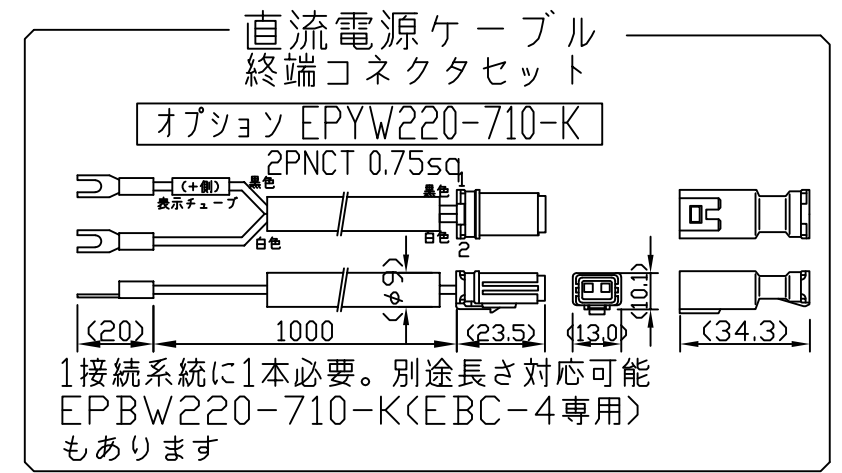 直流電源ケーブル
終端コネクタセット
オプション EPYW220-710-K
2PNCT 0.75sq
(+側)
黒色
表示チューブ
白色
黒色
1
白色
2
(φ9)
(10.1)
(20)
1000
(23.5)
(13.0)
(34.3)
1接続系統に1本必要。別途長さ対応可能
EPBW220-710-K(EBC-4専用)
もあります